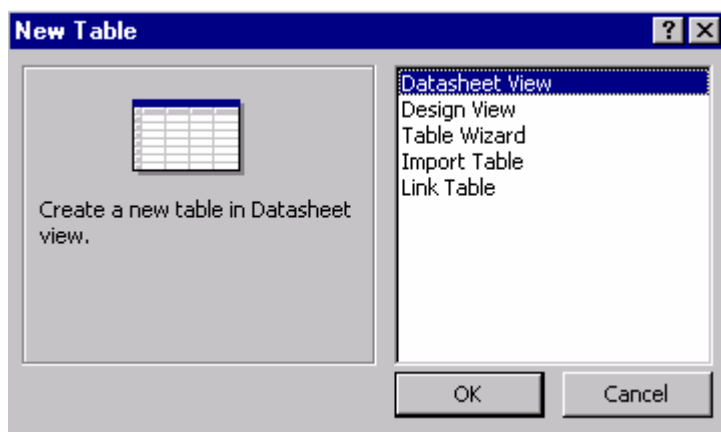 New Table
Create a new table in Datasheet
view.
Datasheet View
Design View
Table Wizard
Import Table
Link Table
OK
Cancel